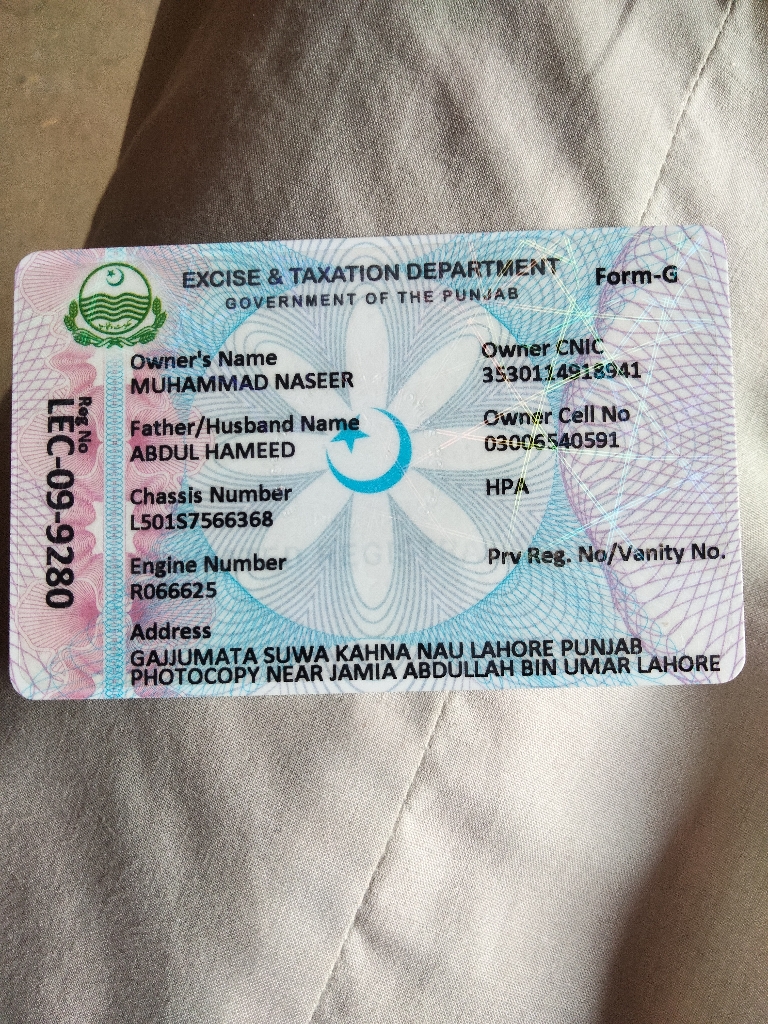 EXCISE & TAXATION DEPARTMENT
GOVERNMENT OF THE PUNJAB
Form-G
Reg No
LEC-09-9280
Owner's Name
MUHAMMAD NASEER
Owner CNIC
3530114918941
Father/Husband Name
ABDUL HAMEED
Owner Cell No
03006540591
Chassis Number
L501S7566368
HPA
Engine Number
R066625
Prv Reg. No/Vanity No.
Address
GAJJUMATA SUWA KAHNA NAU LAHORE PUNJAB
PHOTOCOPY NEAR JAMIA ABDULLAH BIN UMAR LAHORE